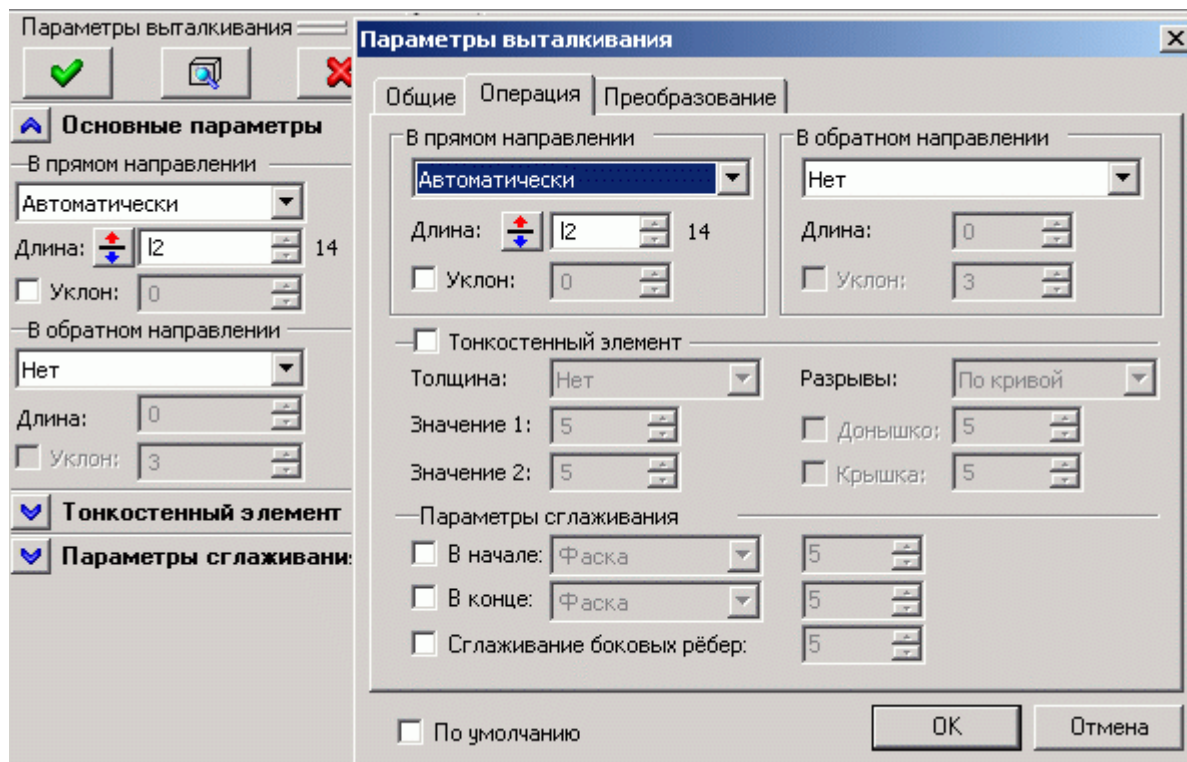 Параметры выталкивания
Основные параметры
В прямом направлении
Автоматически
Длина: l2 14
Уклон: 0
В обратном направлении
Нет
Длина: 0
Уклон: 3
Тонкостенный элемент
Параметры сглаживани
Параметры выталкивания
Общие Операция Преобразование
В прямом направлении
Автоматически
Длина: l2 14
Уклон: 0
В обратном направлении
Нет
Длина: 0
Уклон: 3
Тонкостенный элемент
Толщина: Нет Разрывы: По кривой
Значение 1: 5 Донышко: 5
Значение 2: 5 Крышка: 5
Параметры сглаживания
В начале: Фаска 5
В конце: Фаска 5
Сглаживание боковых рёбер: 5
По умолчанию OK Отмена